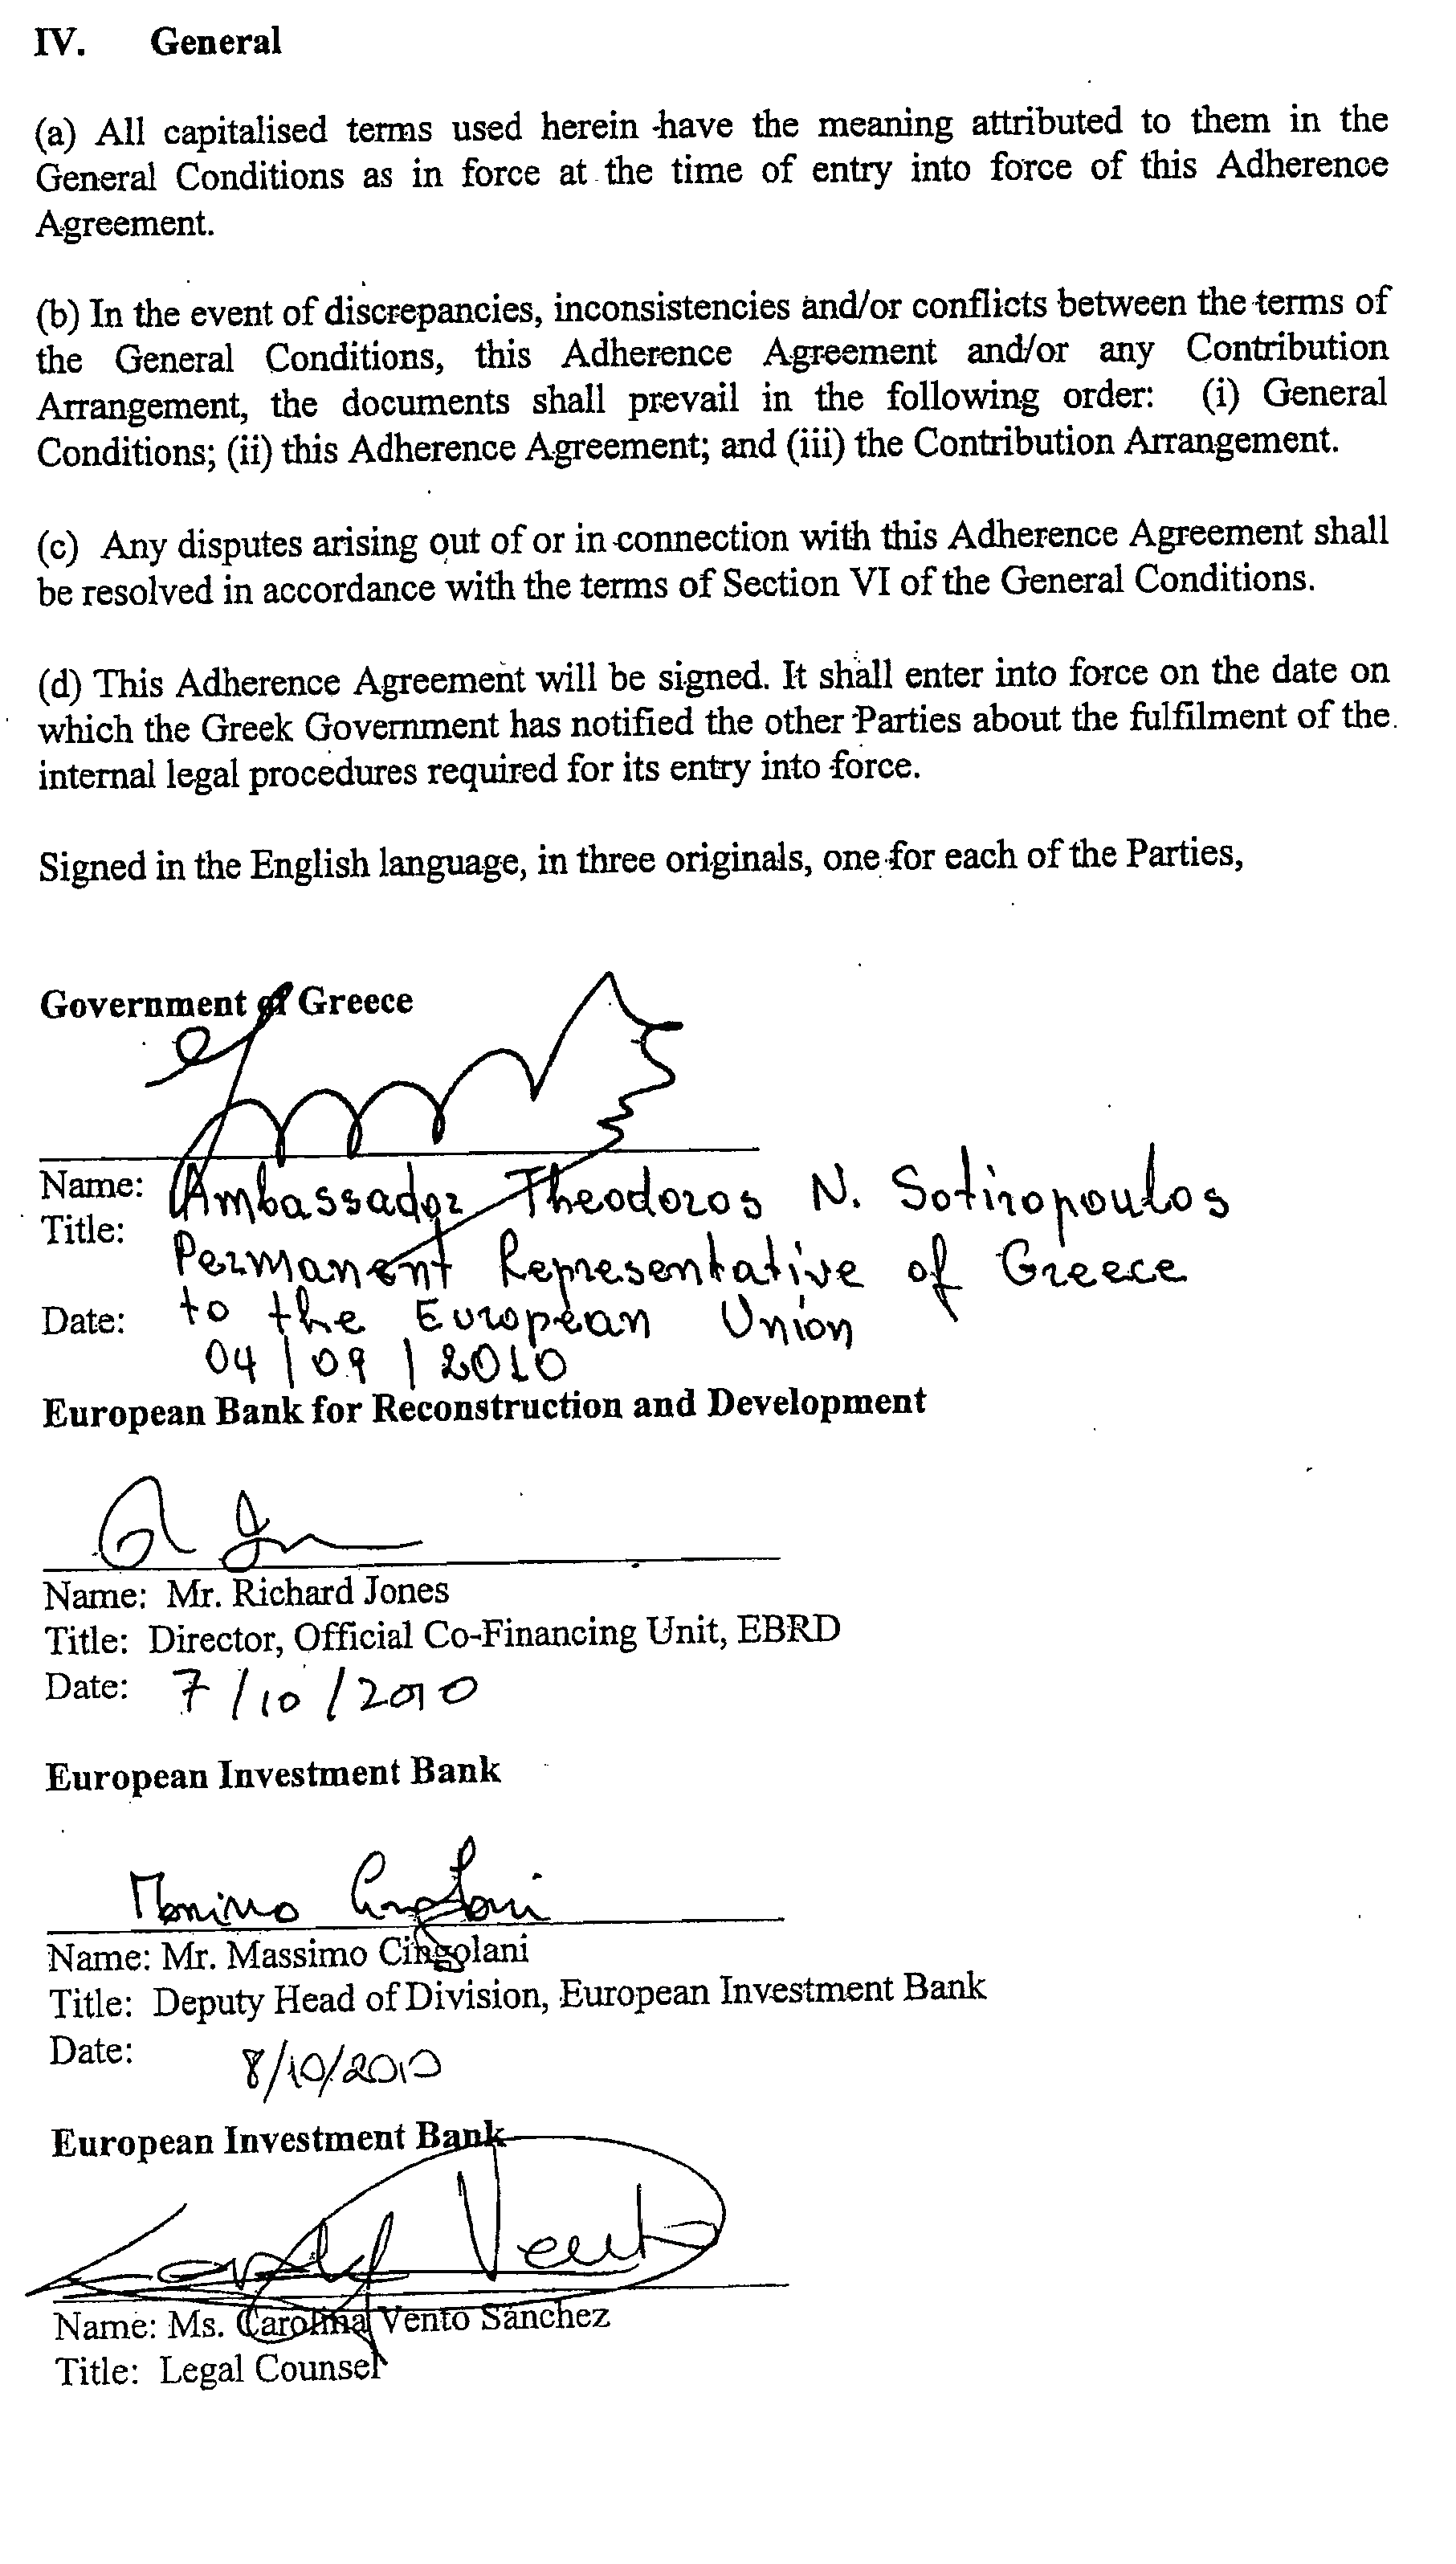 IV. General
(a) All capitalised terms used herein have the meaning attributed to them in the
General Conditions as in force at the time of entry into force of this Adherence
Agreement.
(b) In the event of discrepancies, inconsistencies and/or conflicts between the terms of
the General Conditions, this Adherence Agreement and/or any Contribution
Arrangement, the documents shall prevail in the following order: (i) General
Conditions; (ii) this Adherence Agreement; and (iii) the Contribution Arrangement.
(c) Any disputes arising out of or in connection with this Adherence Agreement shall
be resolved in accordance with the terms of Section VI of the General Conditions.
(d) This Adherence Agreement will be signed. It shall enter into force on the date on
which the Greek Government has notified the other Parties about the fulfilment of the
internal legal procedures required for its entry into force.
Signed in the English language, in three originals, one for each of the Parties,
Government of Greece
Name: Ambassador Theodoros N. Sotiropoulos
Title: Permanent Representative of Greece
Date: to the European Union
04/09/2010
European Bank for Reconstruction and Development
Name: Mr. Richard Jones
Title: Director, Official Co-Financing Unit, EBRD
Date: 7/10/2010
European Investment Bank
Massimo Cingolani
Name: Mr. Massimo Cingolani
Title: Deputy Head of Division, European Investment Bank
Date: 8/10/2010
European Investment Bank
Name: Ms. Carolina Vento Sánchez
Title: Legal Counsel